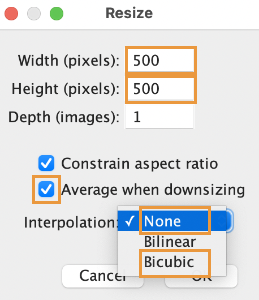 Resize
Width (pixels): 500
Height (pixels): 500
Depth (images): 1
Constrain aspect ratio
Average when downsizing
Interpolation: None
Bilinear
Bicubic
Cancel OK